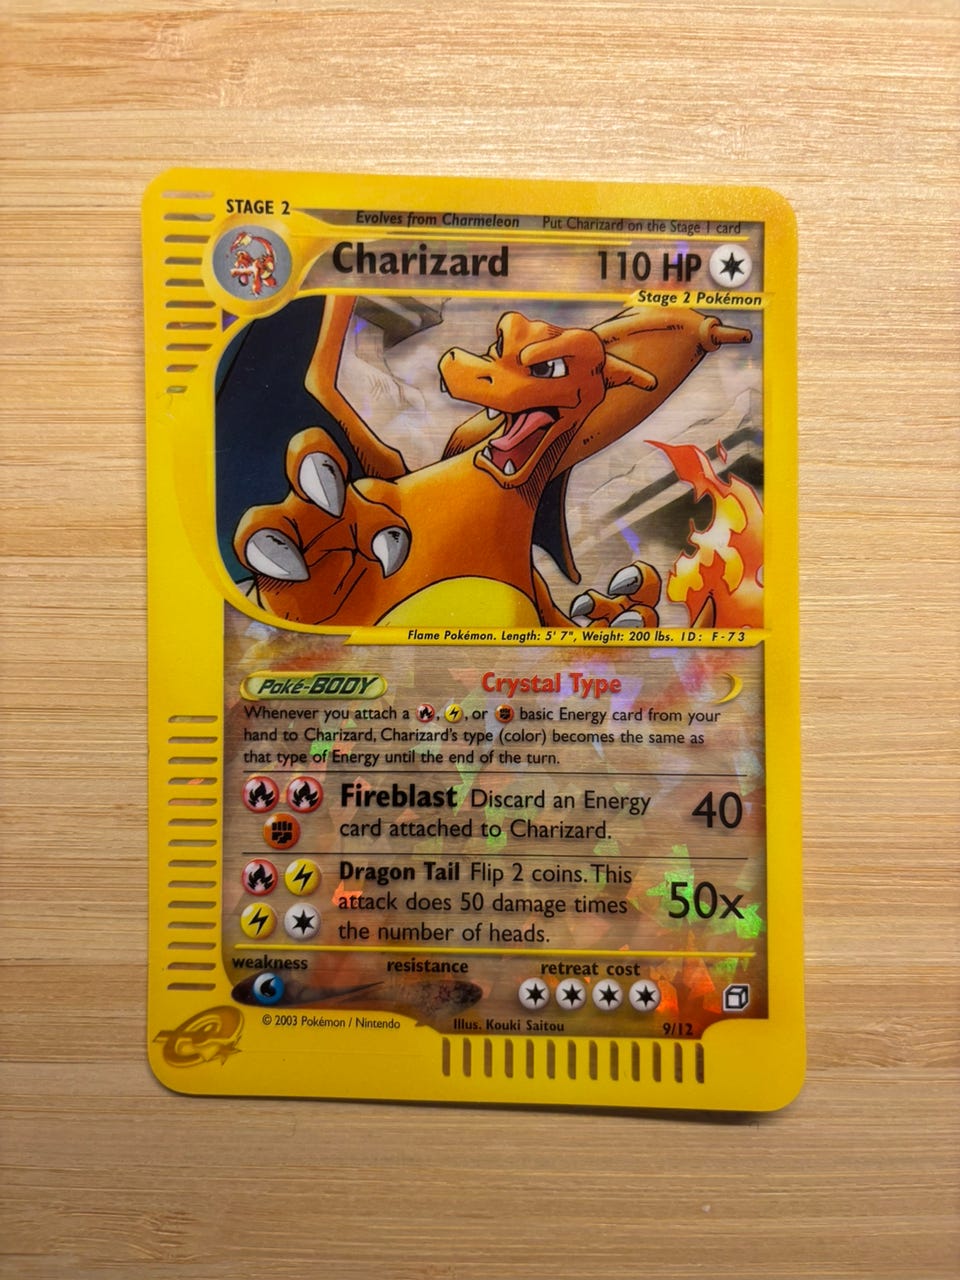 STAGE 2
Evolves from Charmeleon Put Charizard on the Stage 1 card
Charizard 110 HP
Stage 2 Pokémon
Flame Pokémon. Length: 5' 7", Weight: 200 lbs. ID: F-73
Poké-BODY Crystal Type
Whenever you attach a , , or basic Energy card from your
hand to Charizard, Charizard's type (color) becomes the same as
that type of Energy until the end of the turn.
Fireblast Discard an Energy
card attached to Charizard.
40
Dragon Tail Flip 2 coins. This
attack does 50 damage times
the number of heads.
50x
weakness resistance retreat cost
© 2003 Pokémon / Nintendo Illus. Kouki Saitou 9/12
e